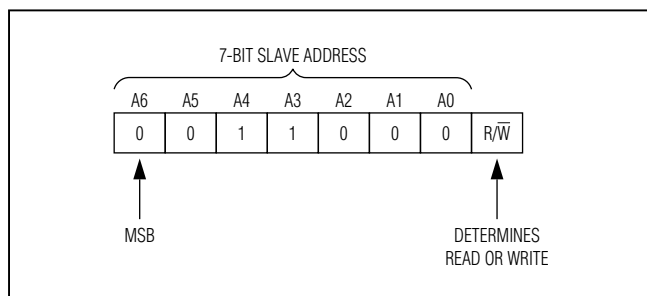 7-BIT SLAVE ADDRESS
A6 A5 A4 A3 A2 A1 A0
0 0 1 1 0 0 0 R/W̅
MSB
DETERMINES
READ OR WRITE